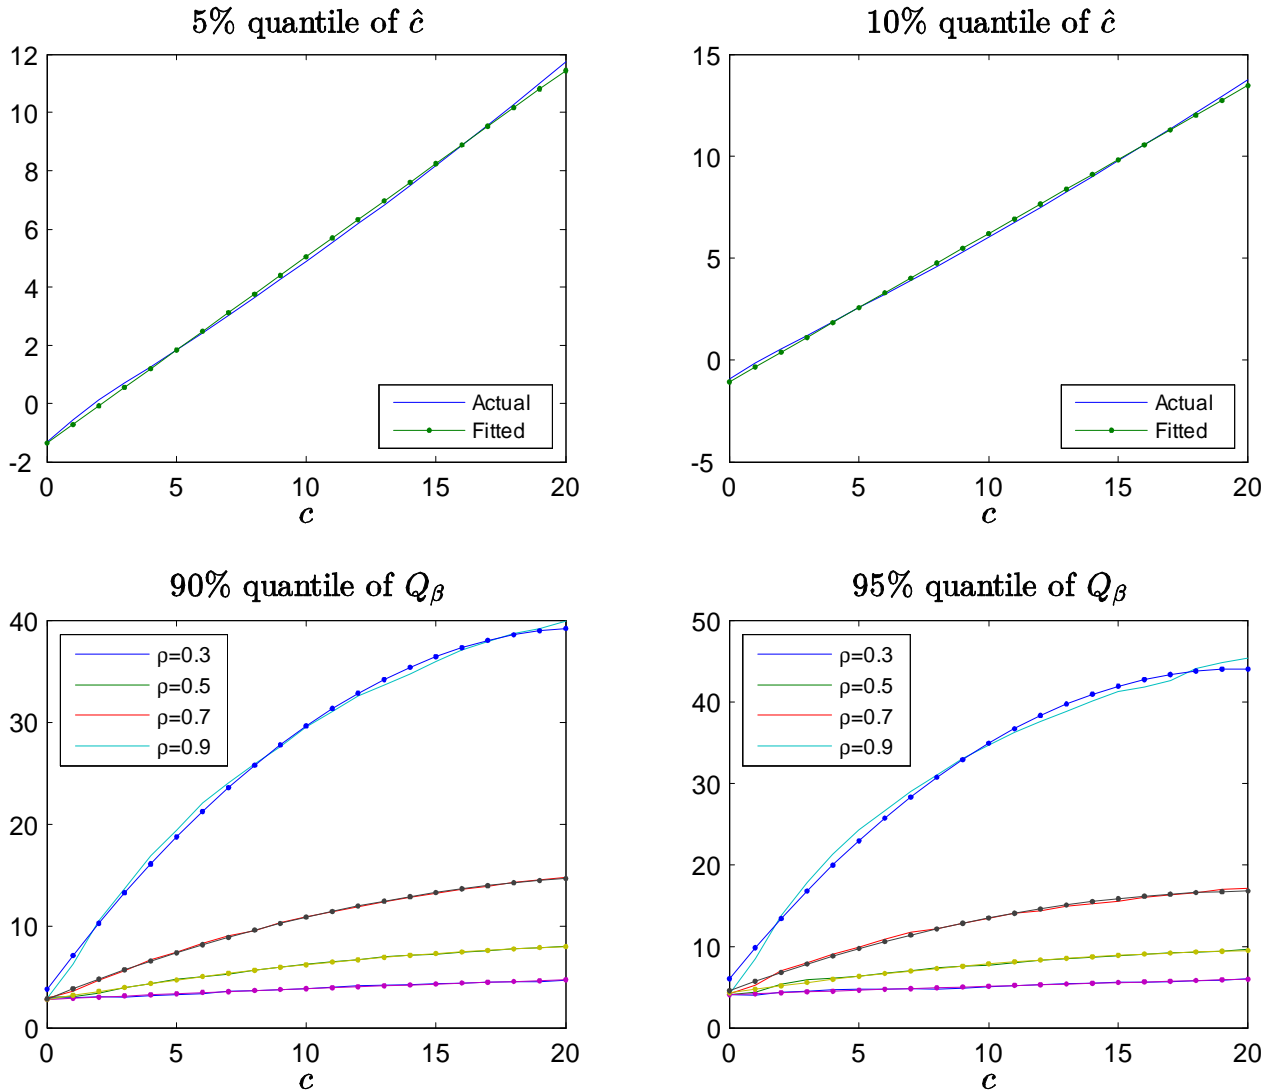 5% quantile of ĉ
12
10
8
6
4
2
0
-2
0 5 10 15 20
c
Actual
Fitted
10% quantile of ĉ
15
10
5
0
-5
0 5 10 15 20
c
Actual
Fitted
90% quantile of Qβ
40
30
20
10
0
0 5 10 15 20
c
ρ=0.3
ρ=0.5
ρ=0.7
ρ=0.9
95% quantile of Qβ
50
40
30
20
10
0
0 5 10 15 20
c
ρ=0.3
ρ=0.5
ρ=0.7
ρ=0.9